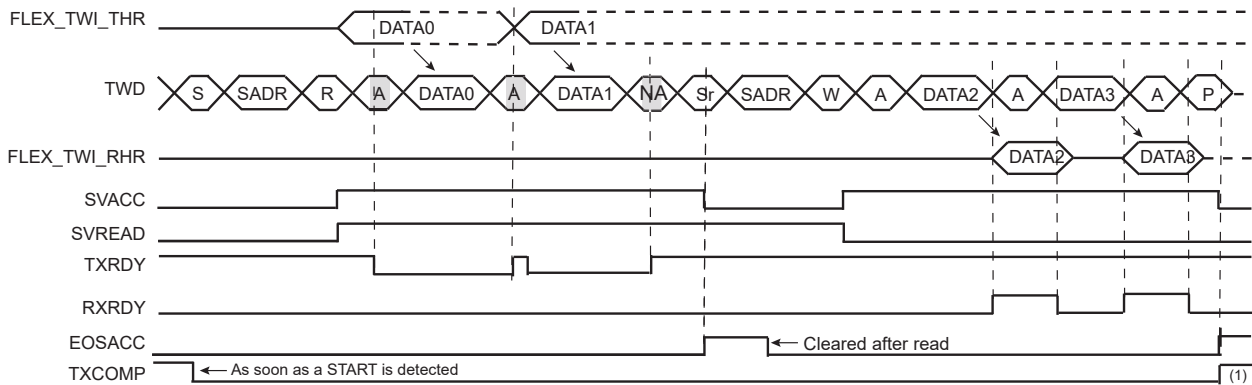 FLEX_TWI_THR DATA0 DATA1
TWD S SADR R A DATA0 A DATA1 NA Sr SADR W A DATA2 A DATA3 A P
FLEX_TWI_RHR DATA2 DATA3
SVACC
SVREAD
TXRDY
RXRDY
EOSACC Cleared after read
TXCOMP As soon as a START is detected (1)